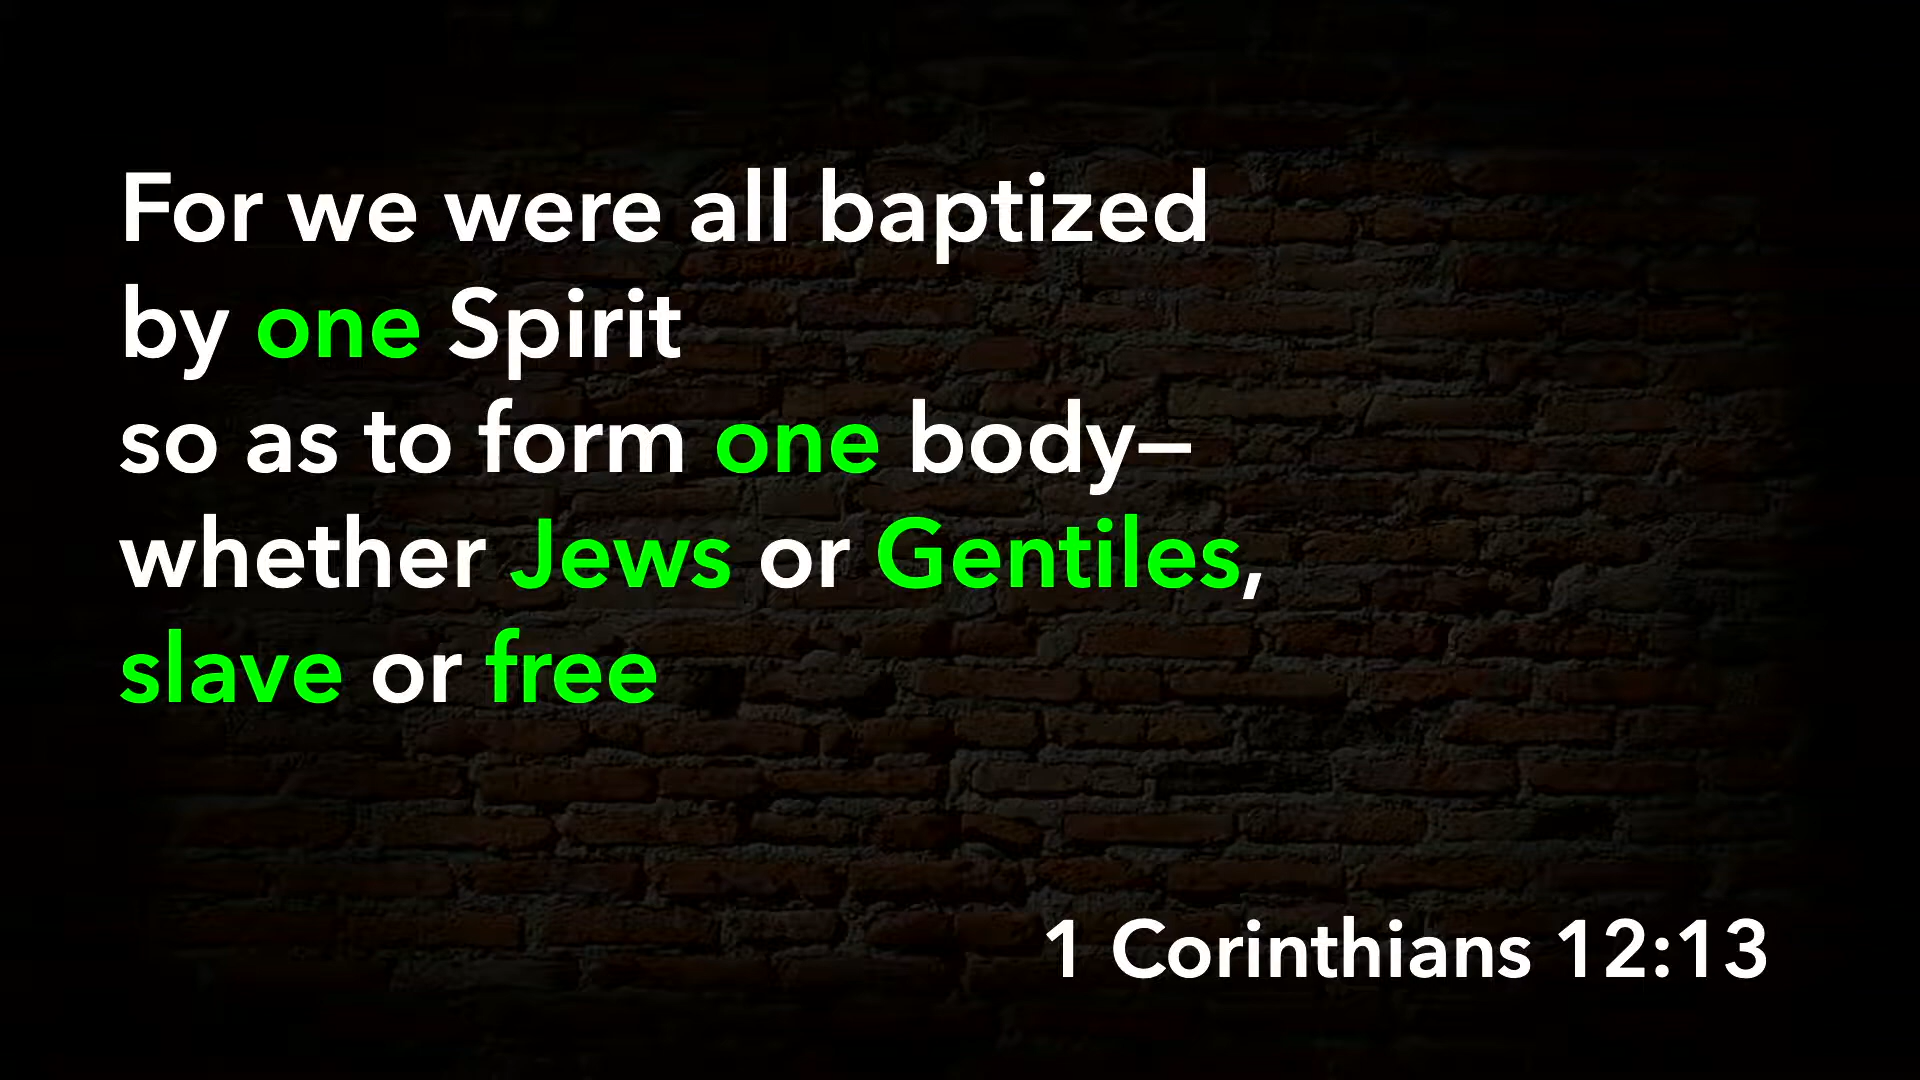 For we were all baptized
by one Spirit
so as to form one body—
whether Jews or Gentiles,
slave or free
1 Corinthians 12:13